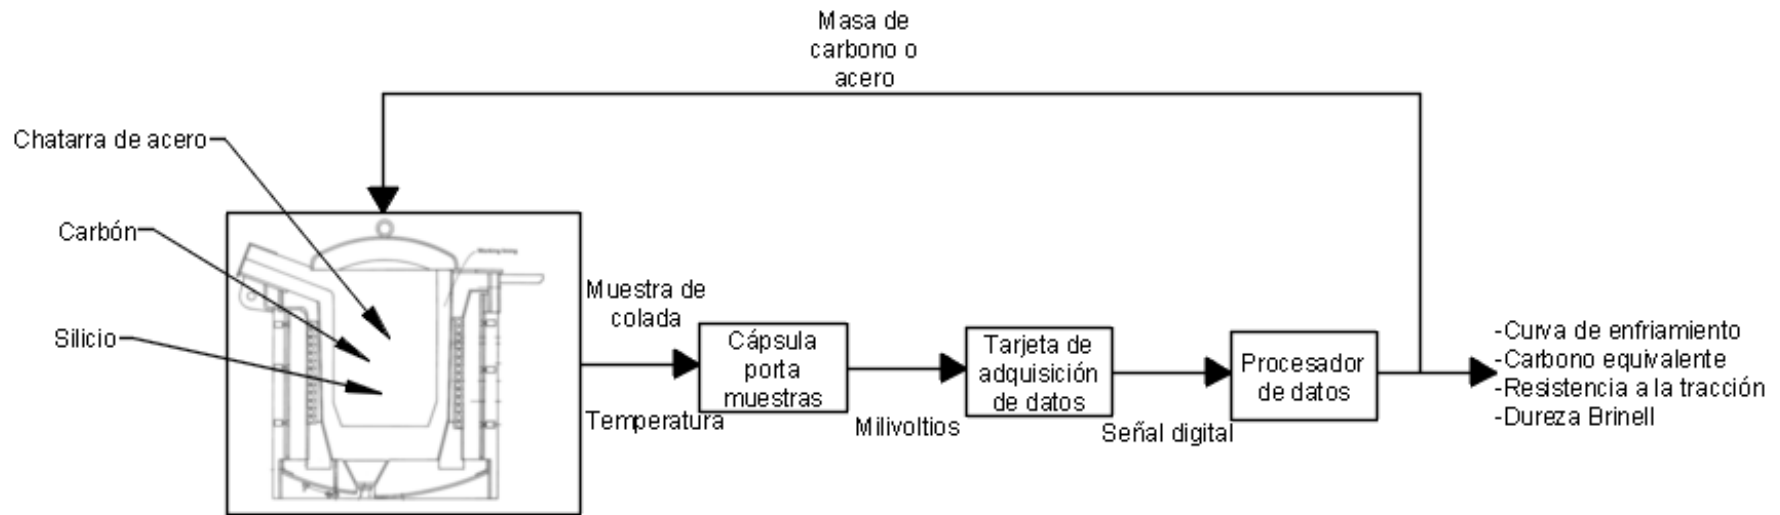 Masa de
carbono o
acero
Chatarra de acero
Carbón
Silicio
Muestra de
colada
Temperatura
Cápsula
porta
muestras
Milivoltios
Tarjeta de
adquisición
de datos
Señal digital
Procesador
de datos
-Curva de enfriamiento
-Carbono equivalente
-Resistencia a la tracción
-Dureza Brinell